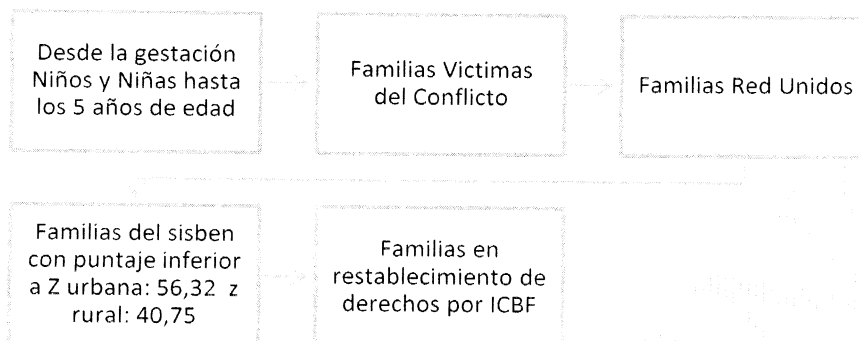 Desde la gestación
Niños y Niñas hasta
los 5 años de edad
Familias Victimas
del Conflicto
Familias Red Unidos
Familias del sisben
con puntaje inferior
a Z urbana: 56,32 z
rural: 40,75
Familias en
restablecimiento de
derechos por ICBF